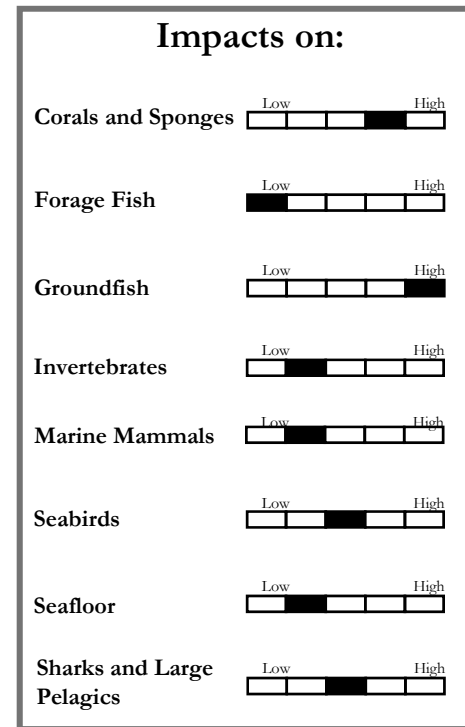 Impacts on:
Low High
Corals and Sponges
Low High
Forage Fish
Low High
Groundfish
Low High
Invertebrates
Low High
Marine Mammals
Low High
Seabirds
Low High
Seafloor
Low High
Sharks and Large
Pelagics